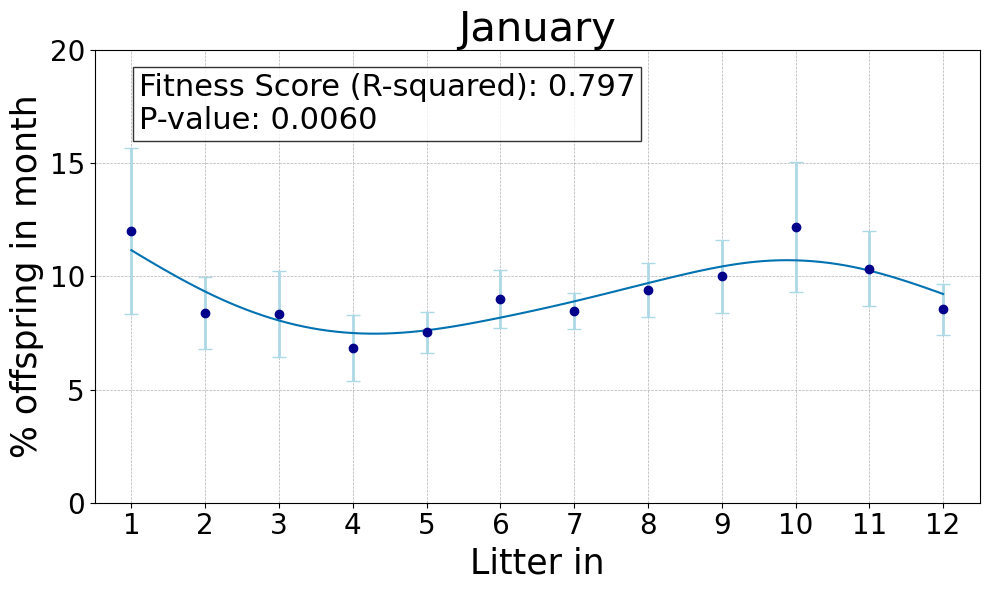 January
Fitness Score (R-squared): 0.797
P-value: 0.0060
% offspring in month
20
15
10
5
0
1 2 3 4 5 6 7 8 9 10 11 12
Litter in